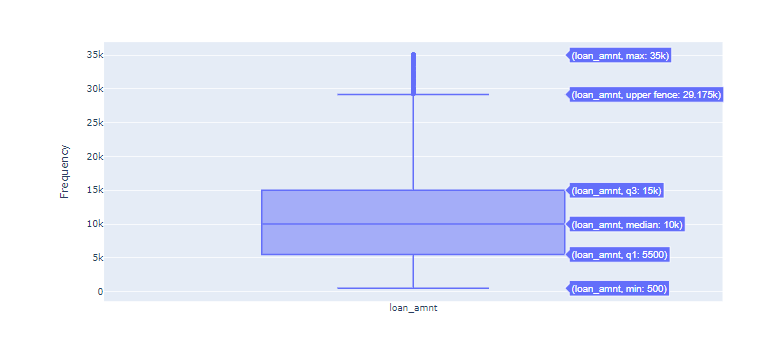 35k
30k
25k
20k
15k
10k
5k
0
Frequency
loan_amnt
(loan_amnt, max: 35k)
(loan_amnt, upper fence: 29.175k)
(loan_amnt, q3: 15k)
(loan_amnt, median: 10k)
(loan_amnt, q1: 5500)
(loan_amnt, min: 500)